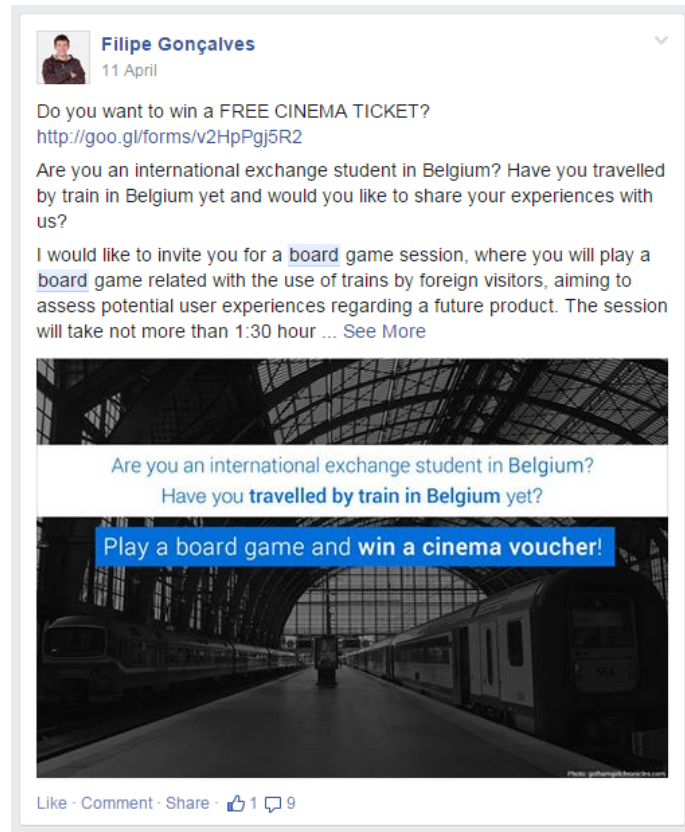 Filipe Gonçalves
11 April
Do you want to win a FREE CINEMA TICKET?
http://goo.gl/forms/v2HpPgj5R2
Are you an international exchange student in Belgium? Have you travelled
by train in Belgium yet and would you like to share your experiences with
us?
I would like to invite you for a board game session, where you will play a
board game related with the use of trains by foreign visitors, aiming to
assess potential user experiences regarding a future product. The session
will take not more than 1:30 hour ... See More
Are you an international exchange student in Belgium?
Have you travelled by train in Belgium yet?
Play a board game and win a cinema voucher!
554
Photo: gothamgirlchronicles.com
Like · Comment · Share · 1 9